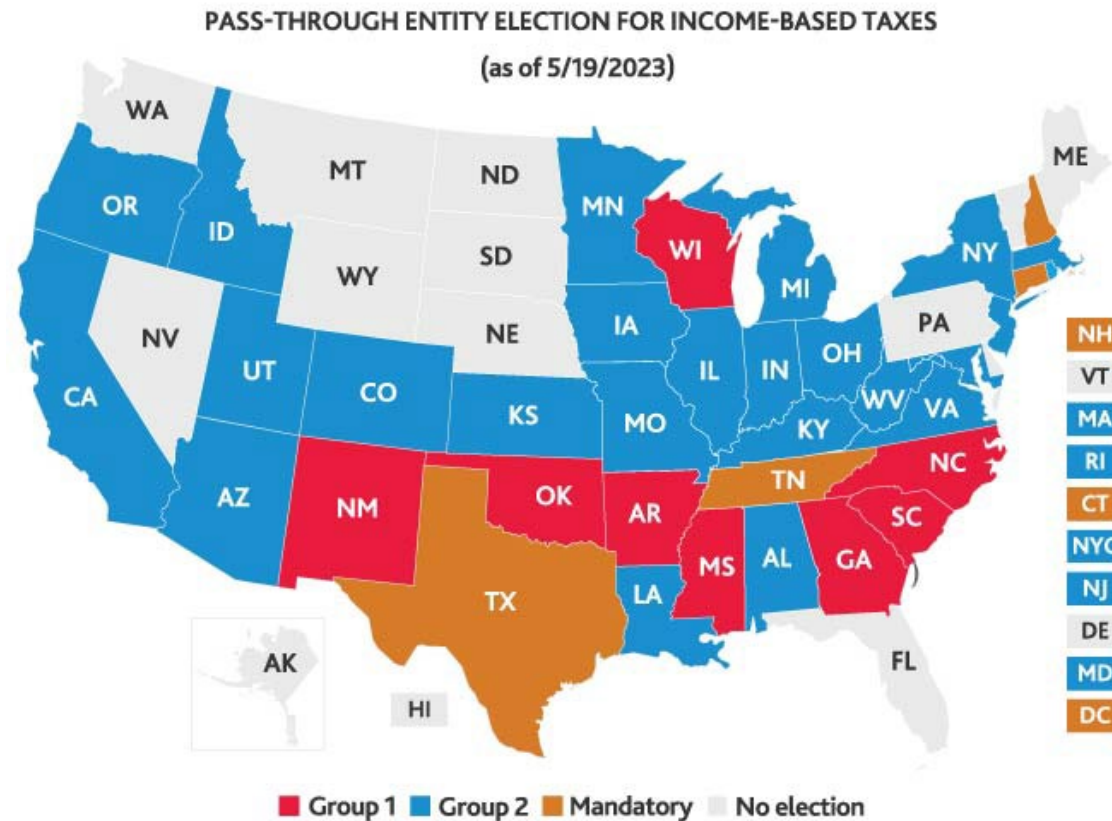 PASS-THROUGH ENTITY ELECTION FOR INCOME-BASED TAXES
(as of 5/19/2023)
WA
MT
ND
ME
OR
ID
MN
WI
NY
SD
WY
MI
NE
IA
PA
NV
UT
CO
IL
IN
OH
CA
KS
MO
WV
VA
KY
AZ
NM
OK
AR
TN
NC
SC
MS
AL
GA
TX
LA
FL
AK
HI
NH
VT
MA
RI
CT
NYC
NJ
DE
MD
DC
Group 1 Group 2 Mandatory No election